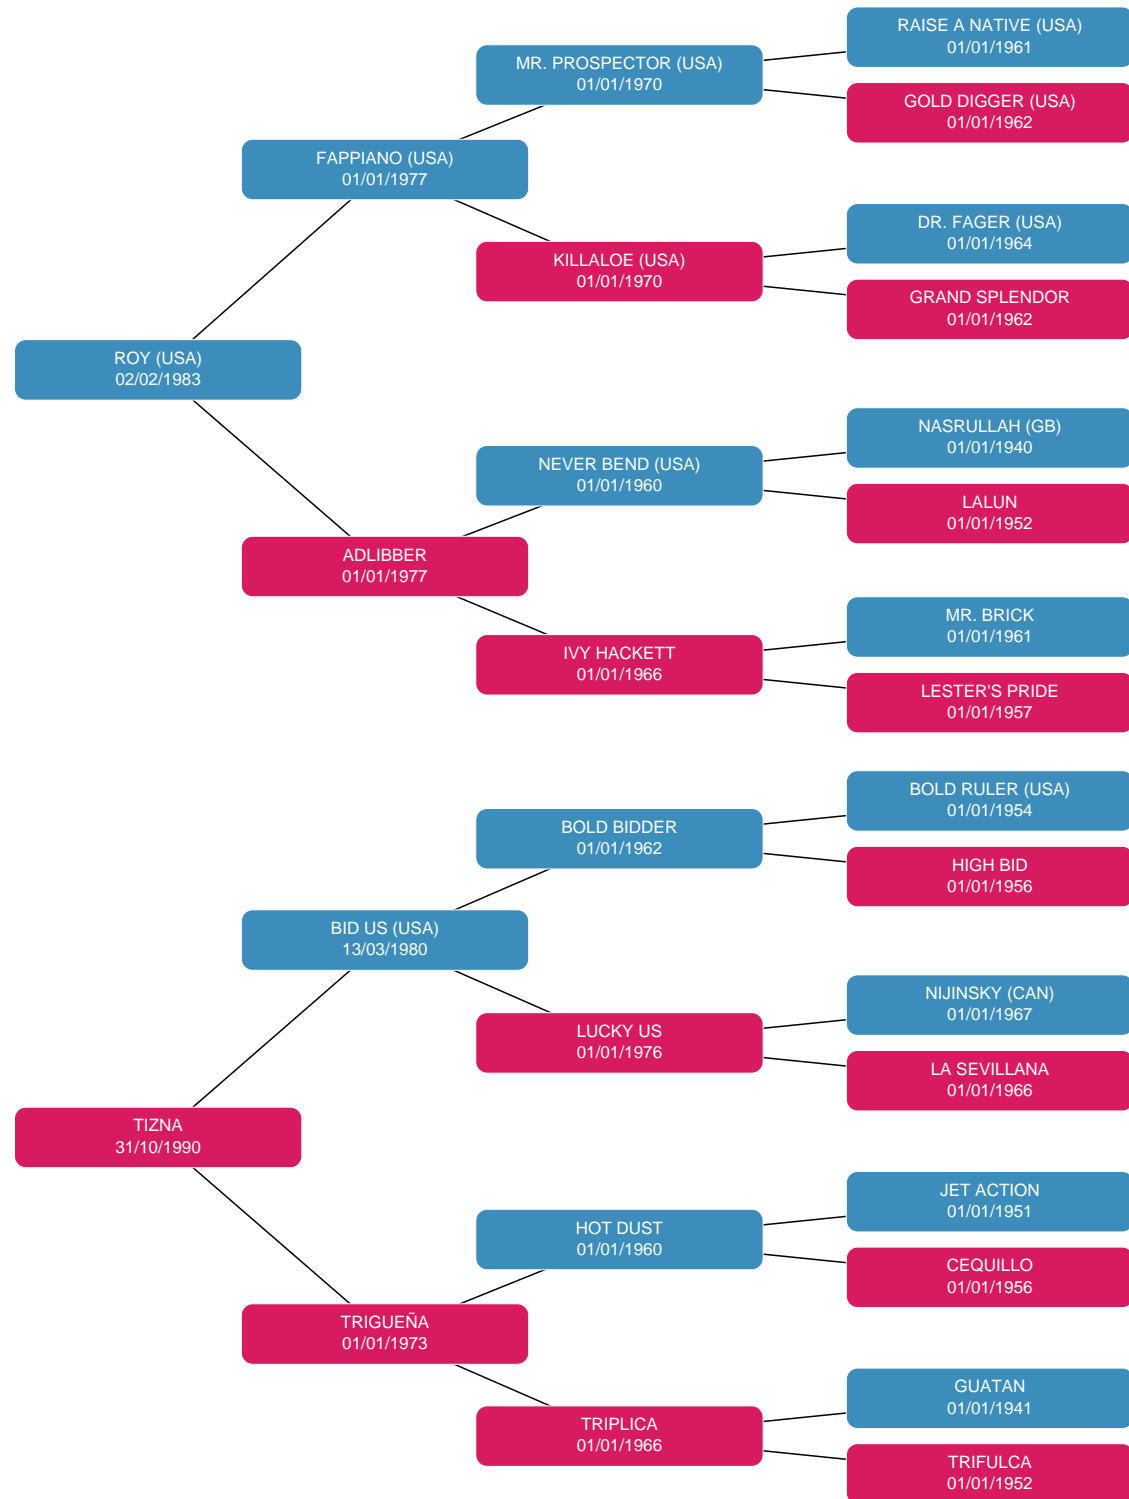 RAISE A NATIVE (USA)
01/01/1961
MR. PROSPECTOR (USA)
01/01/1970
GOLD DIGGER (USA)
01/01/1962
FAPPIANO (USA)
01/01/1977
DR. FAGER (USA)
01/01/1964
KILLALOE (USA)
01/01/1970
GRAND SPLENDOR
01/01/1962
ROY (USA)
02/02/1983
NASRULLAH (GB)
01/01/1940
NEVER BEND (USA)
01/01/1960
LALUN
01/01/1952
ADLIBBER
01/01/1977
MR. BRICK
01/01/1961
IVY HACKETT
01/01/1966
LESTER'S PRIDE
01/01/1957
BOLD RULER (USA)
01/01/1954
BOLD BIDDER
01/01/1962
HIGH BID
01/01/1956
BID US (USA)
13/03/1980
NIJINSKY (CAN)
01/01/1967
LUCKY US
01/01/1976
LA SEVILLANA
01/01/1966
TIZNA
31/10/1990
JET ACTION
01/01/1951
HOT DUST
01/01/1960
CEQUILLO
01/01/1956
TRIGUEÑA
01/01/1973
GUATAN
01/01/1941
TRIPLICA
01/01/1966
TRIFULCA
01/01/1952